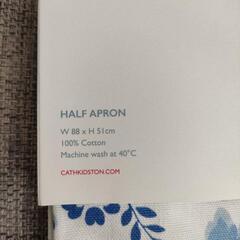 HALF APRON
W 88 x H 51cm
100% Cotton
Machine wash at 40°C
CATHKIDSTON.COM